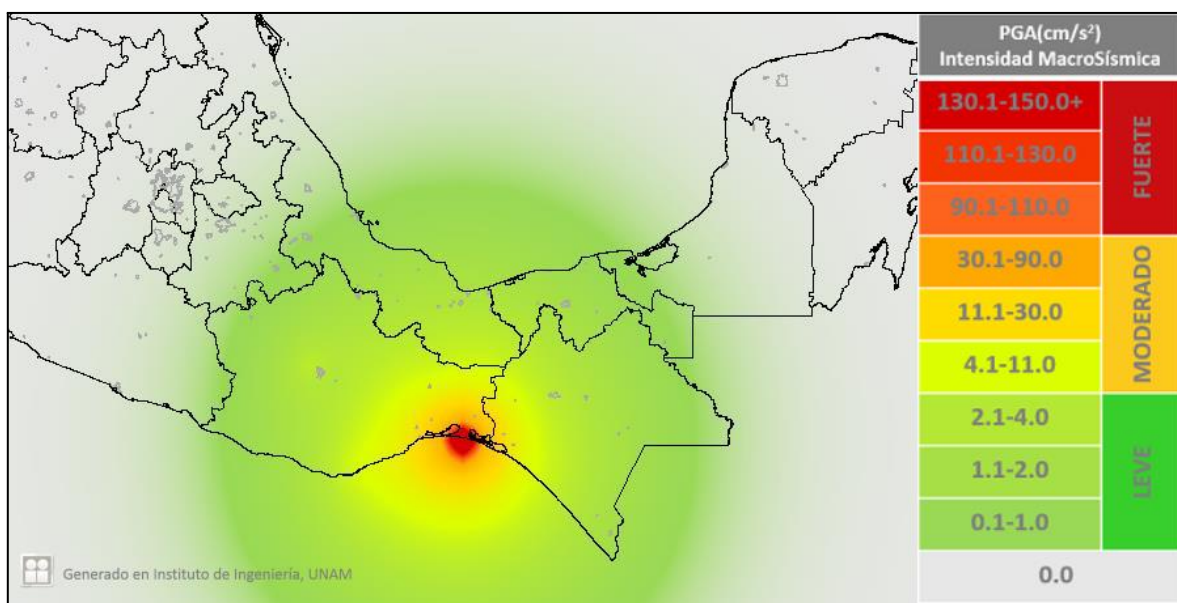 PGA(cm/s²)
Intensidad MacroSísmica
130.1-150.0+
110.1-130.0
90.1-110.0
FUERTE
30.1-90.0
11.1-30.0
4.1-11.0
MODERADO
2.1-4.0
1.1-2.0
0.1-1.0
LEVE
0.0
Generado en Instituto de Ingeniería, UNAM